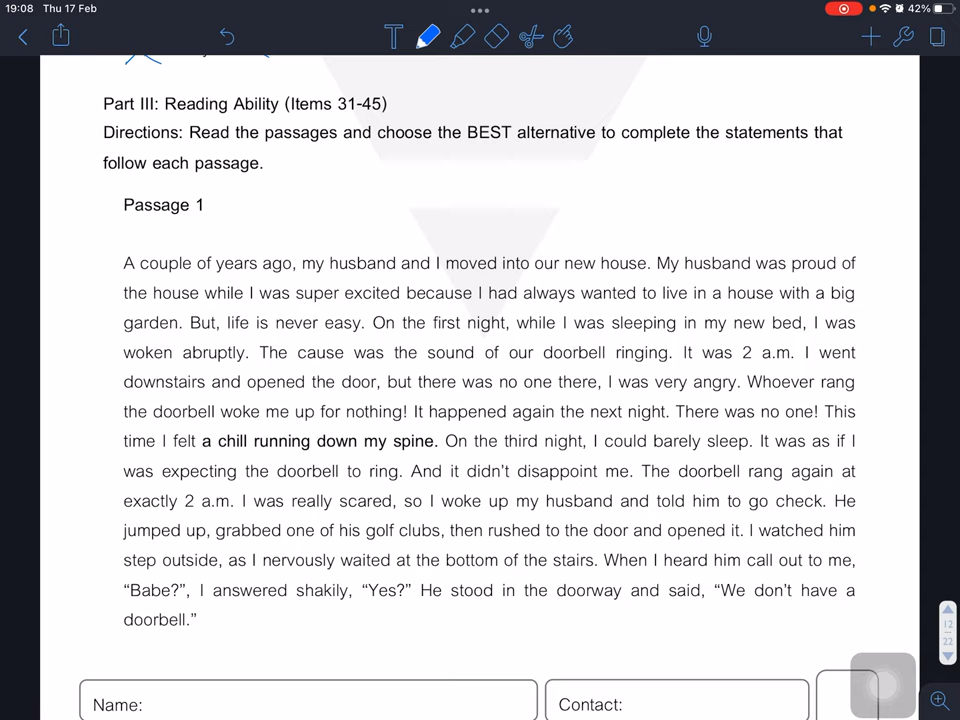 19:08 Thu 17 Feb
42%
Part III: Reading Ability (Items 31-45)
Directions: Read the passages and choose the BEST alternative to complete the statements that
follow each passage.
Passage 1
A couple of years ago, my husband and I moved into our new house. My husband was proud of
the house while I was super excited because I had always wanted to live in a house with a big
garden. But, life is never easy. On the first night, while I was sleeping in my new bed, I was
woken abruptly. The cause was the sound of our doorbell ringing. It was 2 a.m. I went
downstairs and opened the door, but there was no one there, I was very angry. Whoever rang
the doorbell woke me up for nothing! It happened again the next night. There was no one! This
time I felt a chill running down my spine. On the third night, I could barely sleep. It was as if I
was expecting the doorbell to ring. And it didn't disappoint me. The doorbell rang again at
exactly 2 a.m. I was really scared, so I woke up my husband and told him to go check. He
jumped up, grabbed one of his golf clubs, then rushed to the door and opened it. I watched him
step outside, as I nervously waited at the bottom of the stairs. When I heard him call out to me,
“Babe?”, I answered shakily, “Yes?” He stood in the doorway and said, “We don't have a
doorbell.”
12
22
Name:
Contact: